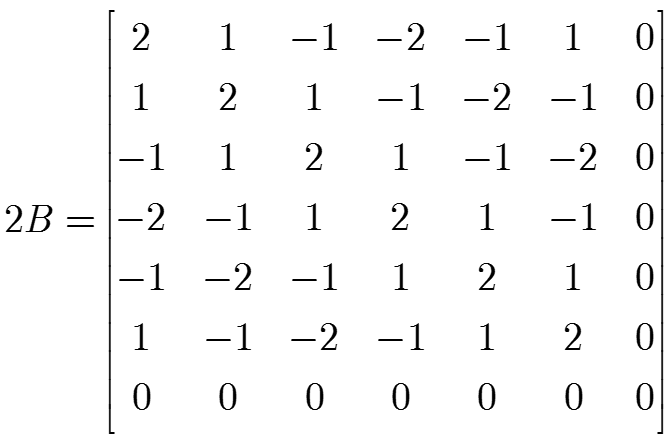 2 1 −1 −2 −1 1 0
1 2 1 −1 −2 −1 0
−1 1 2 1 −1 −2 0
2B = −2 −1 1 2 1 −1 0
−1 −2 −1 1 2 1 0
1 −1 −2 −1 1 2 0
0 0 0 0 0 0 0